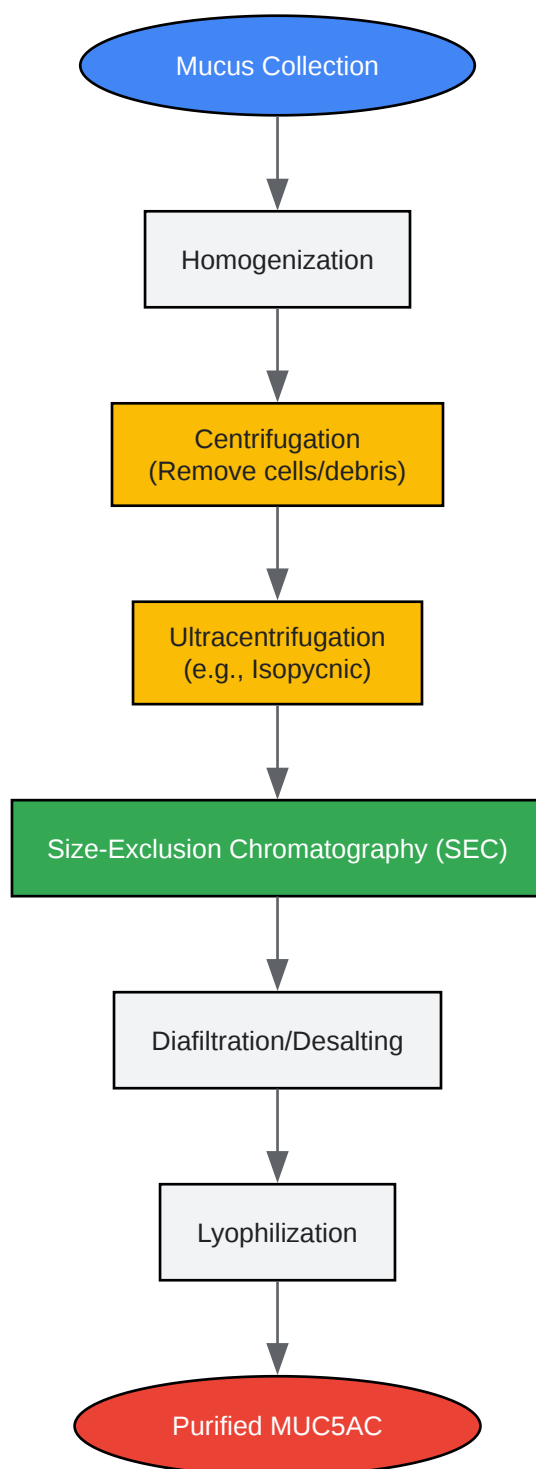 Mucus Collection
Homogenization
Centrifugation
(Remove cells/debris)
Ultracentrifugation
(e.g., Isopycnic)
Size-Exclusion Chromatography (SEC)
Diafiltration/Desalting
Lyophilization
Purified MUC5AC